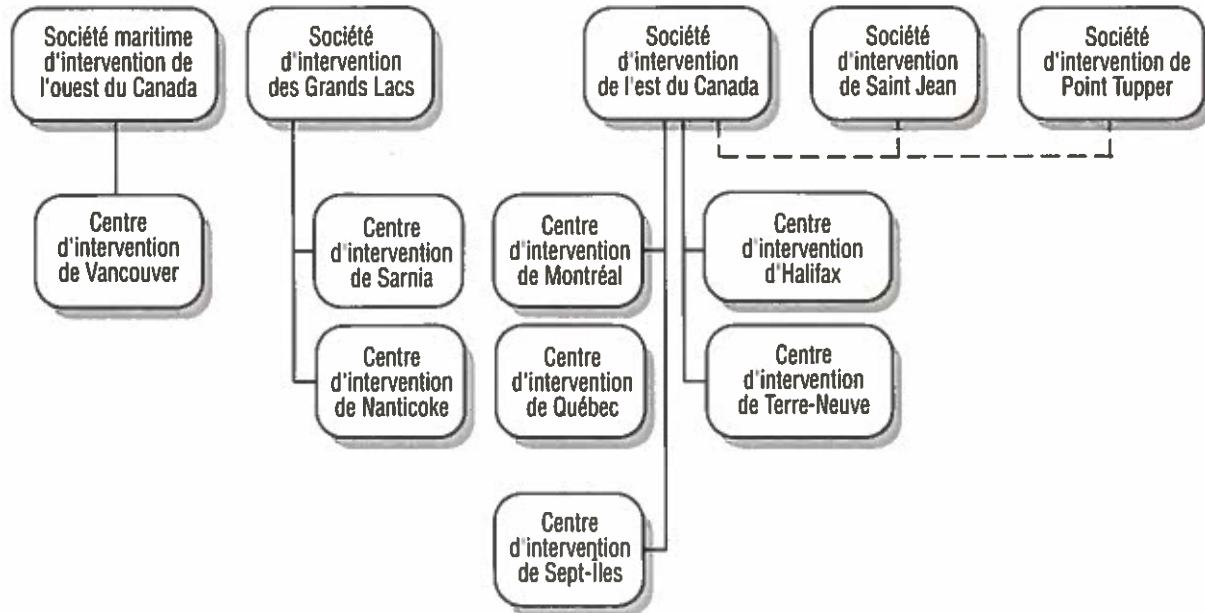 Société maritime
d'intervention de
l'ouest du Canada
Société
d'intervention
des Grands Lacs
Société
d'intervention
de l'est du Canada
Société
d'intervention
de Saint Jean
Société
d'intervention de
Point Tupper
Centre
d'intervention
de Vancouver
Centre
d'intervention
de Sarnia
Centre
d'intervention
de Montréal
Centre
d'intervention
d'Halifax
Centre
d'intervention
de Nanticoke
Centre
d'intervention
de Québec
Centre
d'intervention
de Terre-Neuve
Centre
d'intervention
de Sept-Îles